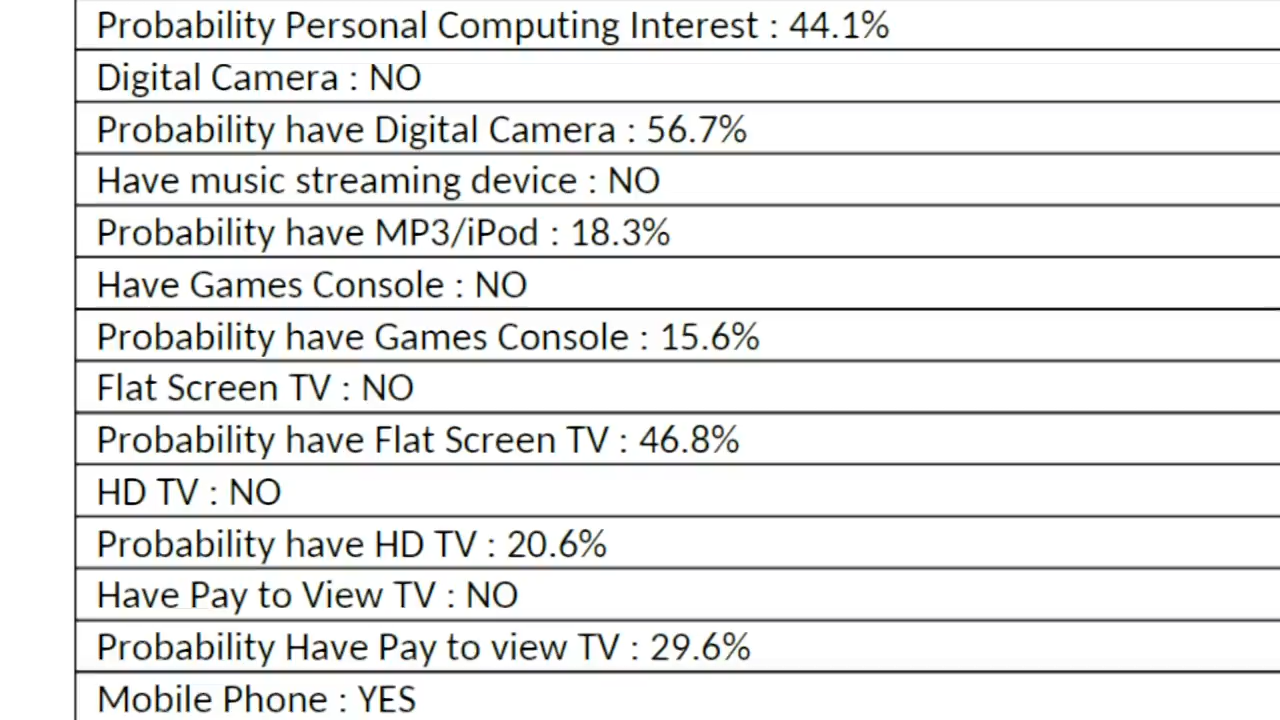 Probability Personal Computing Interest : 44.1%
Digital Camera : NO
Probability have Digital Camera : 56.7%
Have music streaming device : NO
Probability have MP3/iPod : 18.3%
Have Games Console : NO
Probability have Games Console : 15.6%
Flat Screen TV : NO
Probability have Flat Screen TV : 46.8%
HD TV : NO
Probability have HD TV : 20.6%
Have Pay to View TV : NO
Probability Have Pay to view TV : 29.6%
Mobile Phone : YES